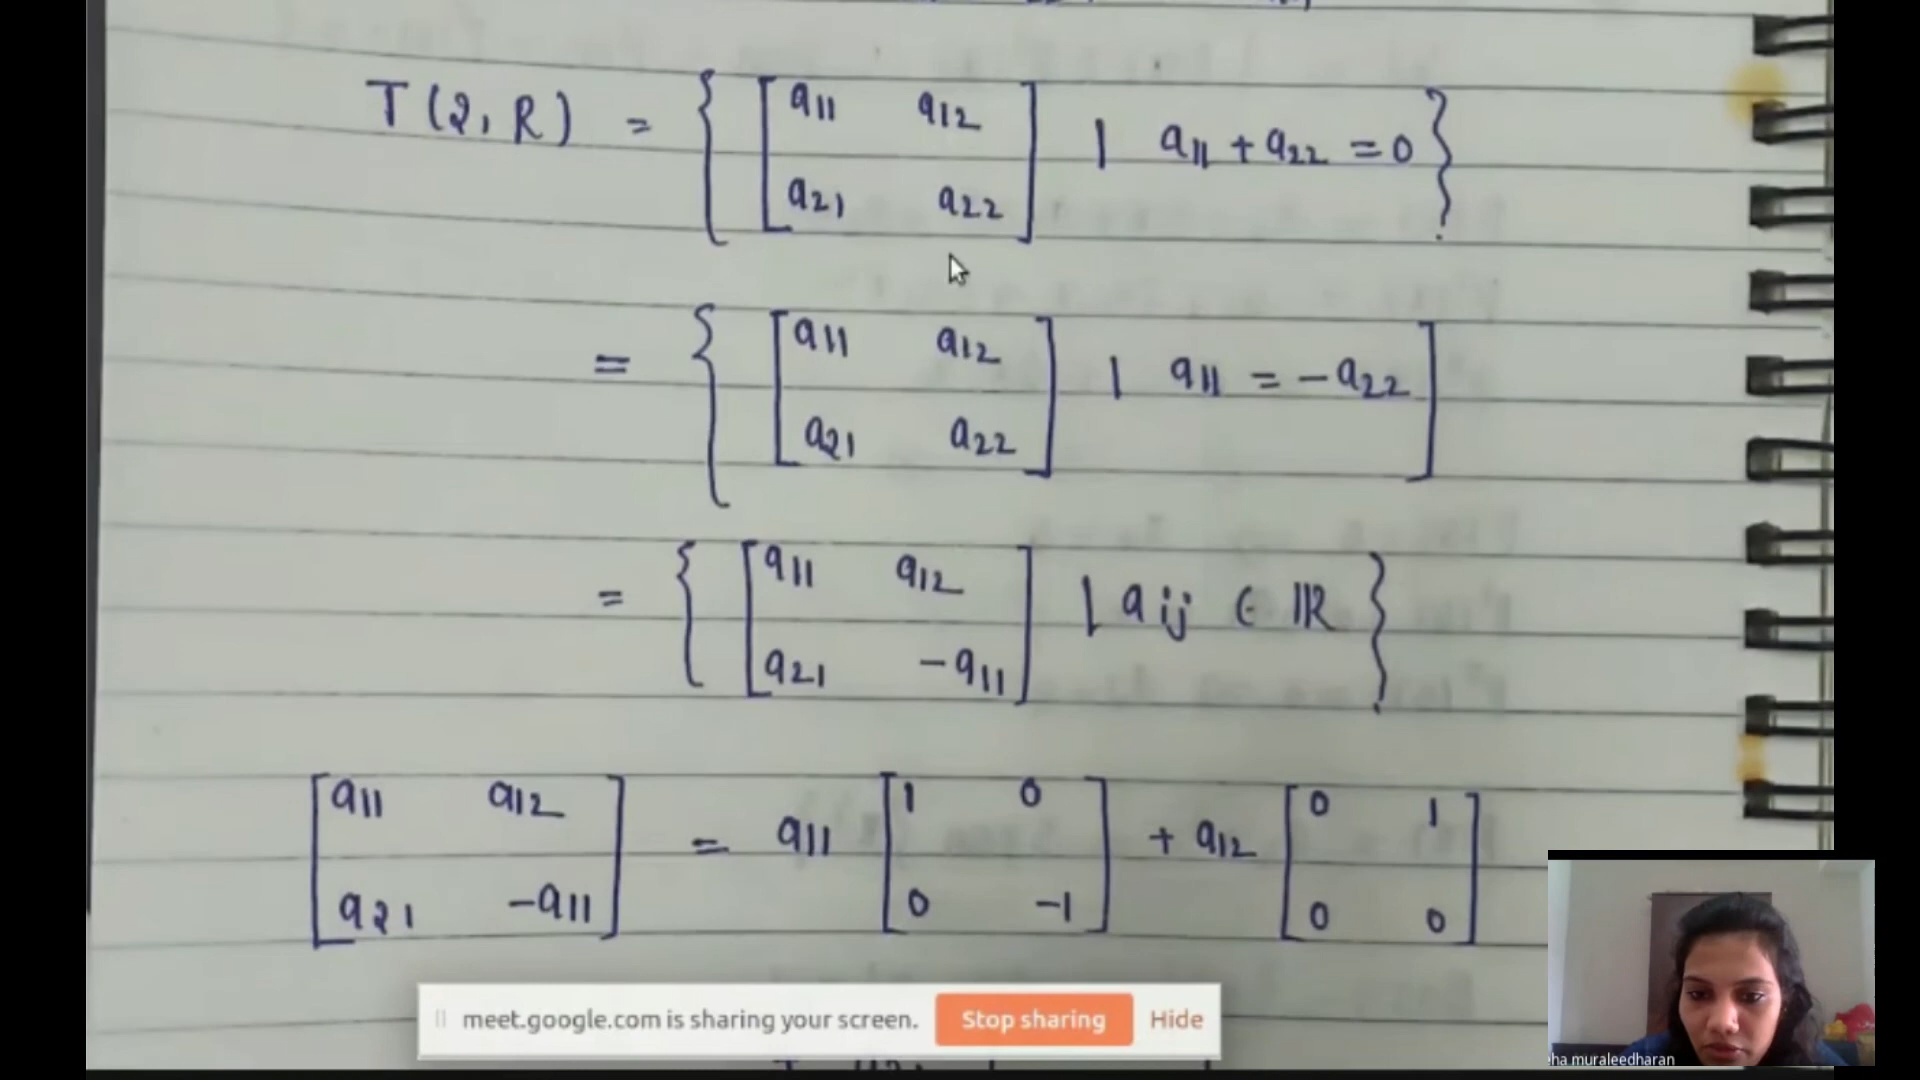 T(2, R) = { [ a11 a12
a21 a22 ] | a11 + a22 = 0 }
= { [ a11 a12
a21 a22 ] | a11 = -a22 ]
= { [ a11 a12
a21 -a11 ] | aij ∈ ℝ }
[ a11 a12
a21 -a11 ] = a11 [ 1 0
0 -1 ] + a12 [ 0 1
0 0 ]
meet.google.com is sharing your screen. Stop sharing Hide
ha muraleedharan